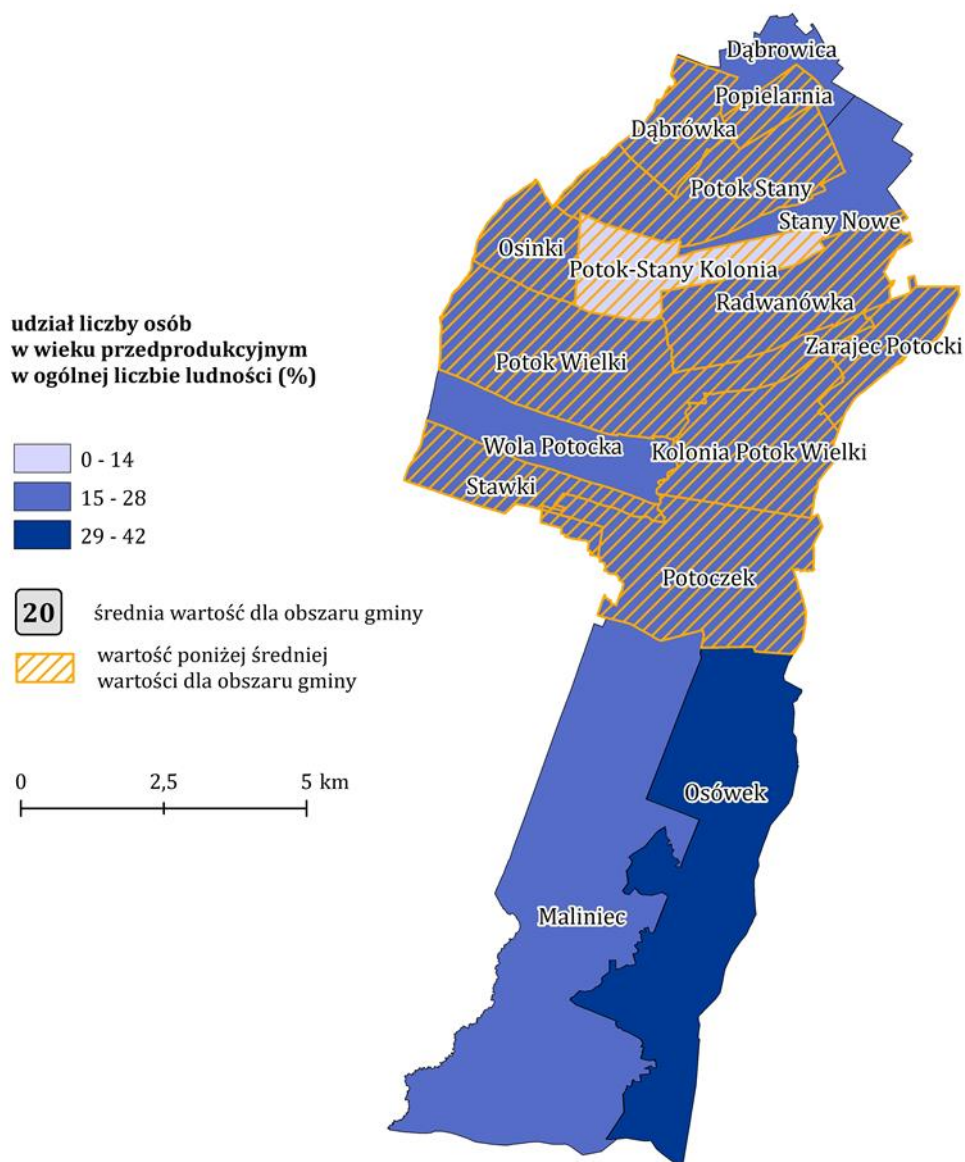 Dąbrowica
Popielarnia
Dąbrówka
Potok Stany
Stany Nowe
Osinki
Potok-Stany Kolonia
Radwanówka
Zarajec Potocki
Potok Wielki
Wola Potocka
Kolonia Potok Wielki
Stawki
Potoczek
Osówek
Maliniec
udział liczby osób
w wieku przedprodukcyjnym
w ogólnej liczbie ludności (%)
0 - 14
15 - 28
29 - 42
20 średnia wartość dla obszaru gminy
wartość poniżej średniej
wartości dla obszaru gminy
0 2,5 5 km